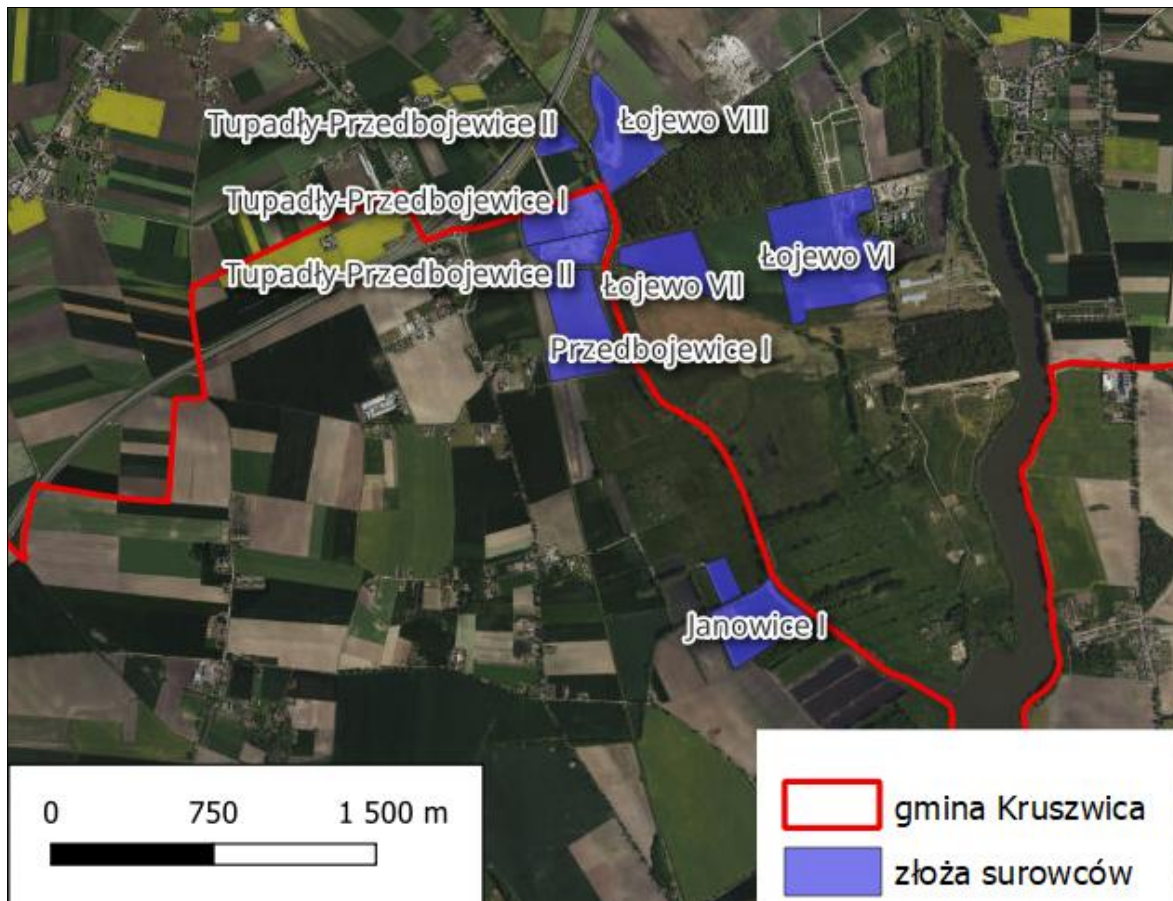 Tupadły-Przedbojewice II
Łojewo VIII
Tupadły-Przedbojewice I
Tupadły-Przedbojewice II
Łojewo VII
Łojewo VI
Przedbojewice I
Janowice I
0 750 1 500 m
gmina Kruszwica
złoża surowców